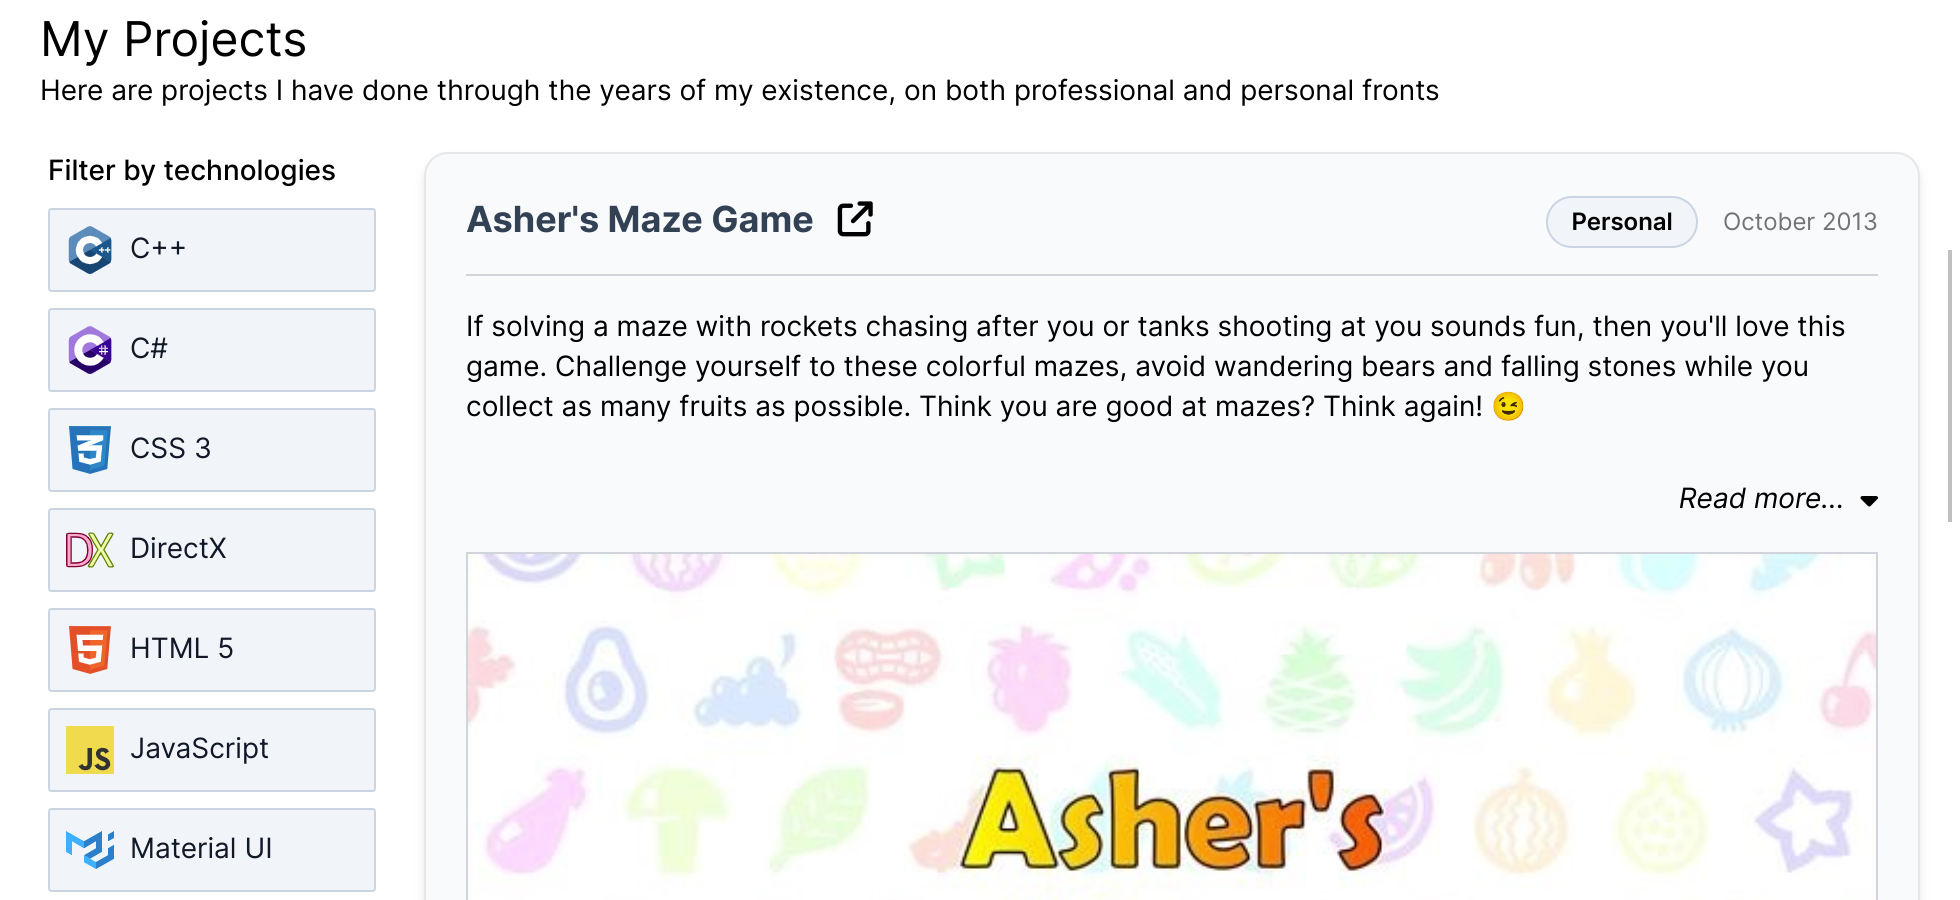 My Projects
Here are projects I have done through the years of my existence, on both professional and personal fronts
Filter by technologies
C++
C#
CSS 3
DX DirectX
HTML 5
JS JavaScript
Material UI
Asher's Maze Game
Personal October 2013
If solving a maze with rockets chasing after you or tanks shooting at you sounds fun, then you'll love this
game. Challenge yourself to these colorful mazes, avoid wandering bears and falling stones while you
collect as many fruits as possible. Think you are good at mazes? Think again! 😉
Read more...
Asher's